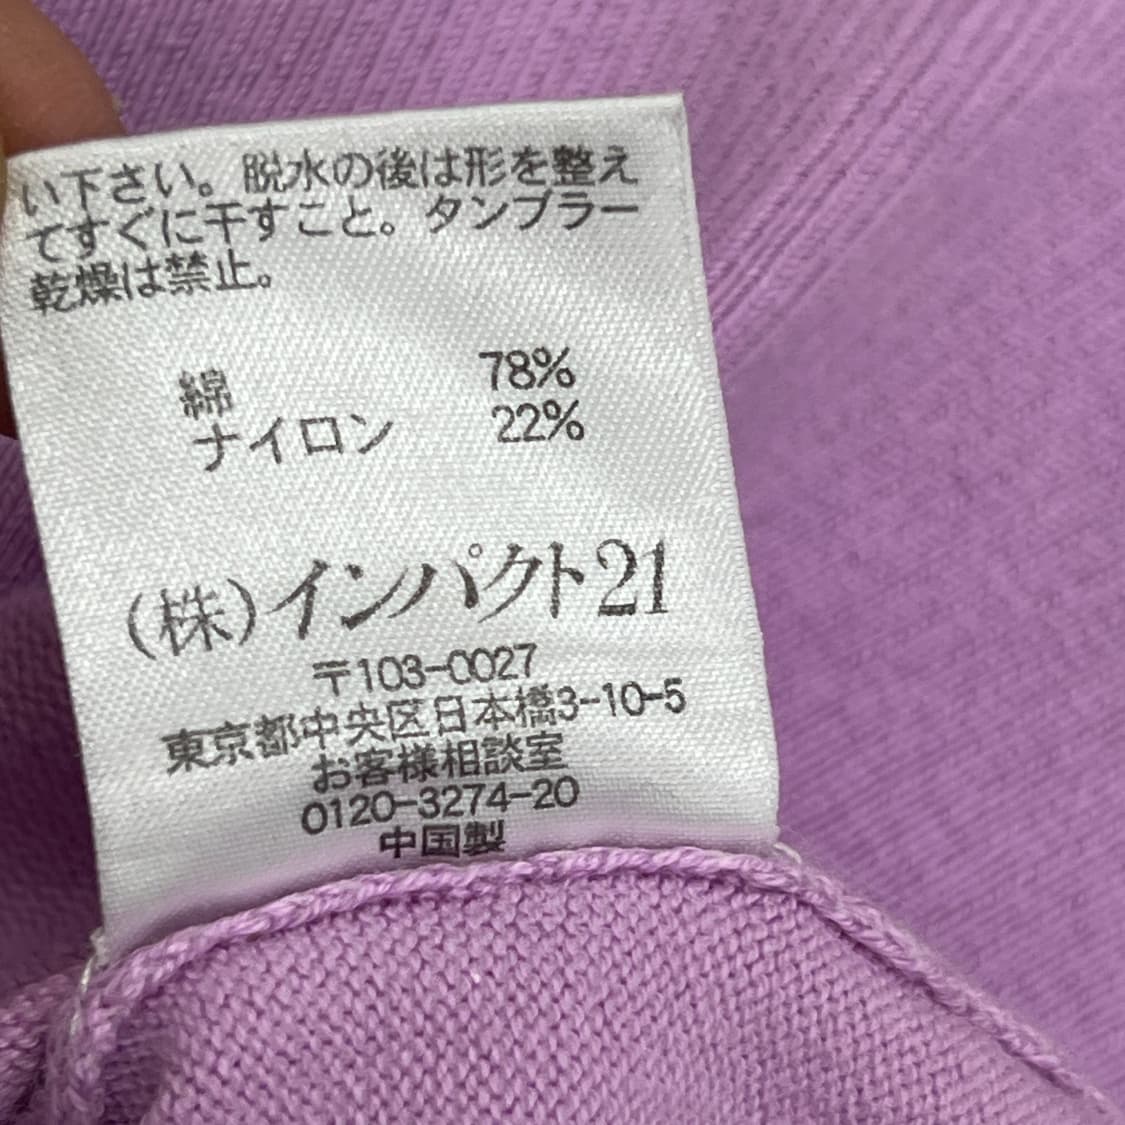 い下さい。脱水の後は形を整え
てすぐに干すこと。タンブラー
乾燥は禁止。
綿 78%
ナイロン 22%
(株)インパクト21
〒103-0027
東京都中央区日本橋3-10-5
お客様相談室
0120-3274-20
中国製